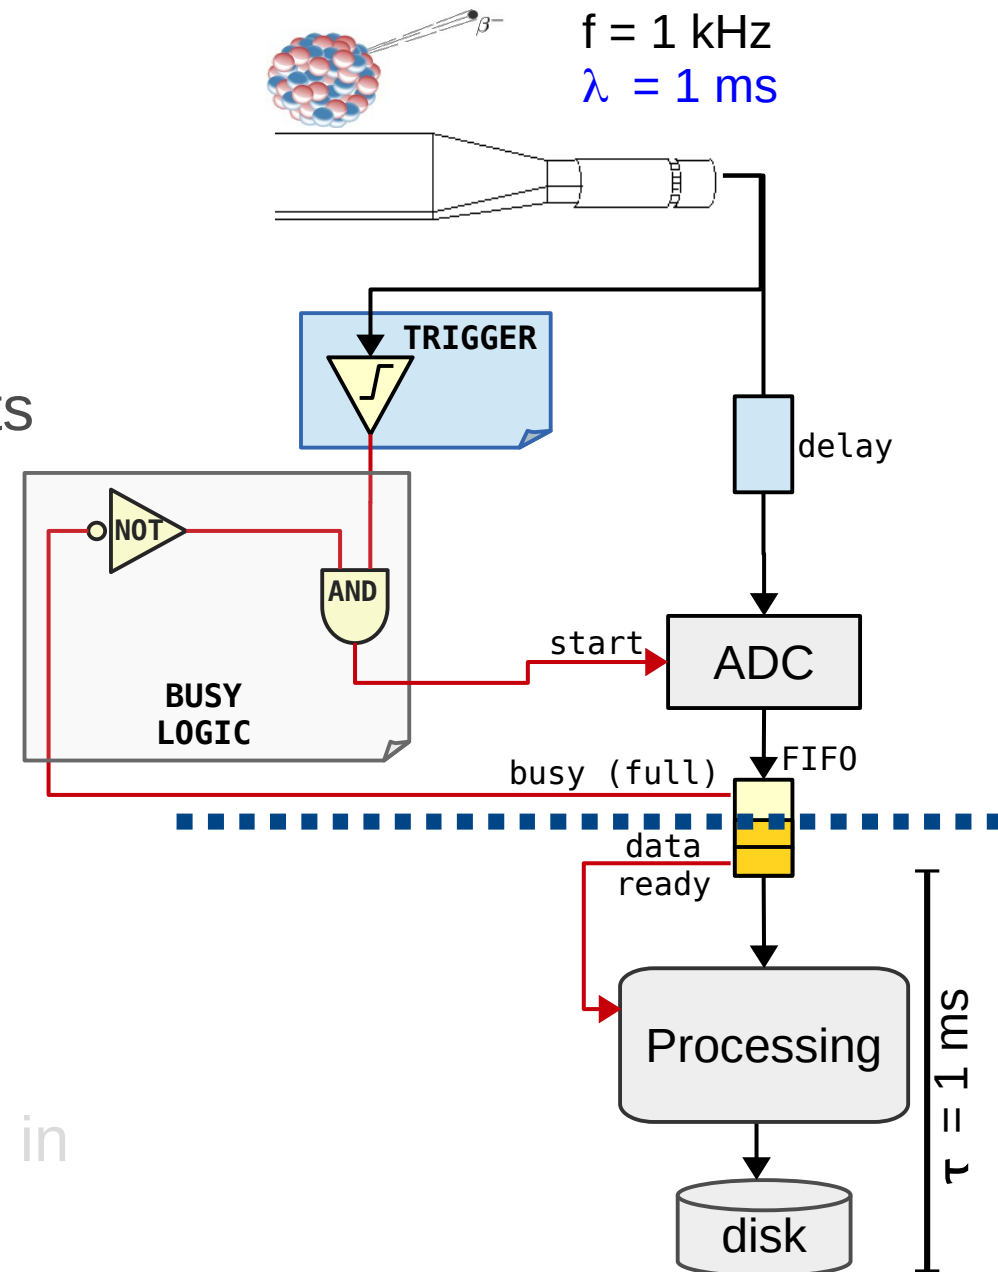 β⁻
f = 1 kHz
λ = 1 ms
TRIGGER
ts
delay
NOT
AND
start
ADC
BUSY
LOGIC
FIFO
busy (full)
data
ready
Processing
τ = 1 ms
in
disk